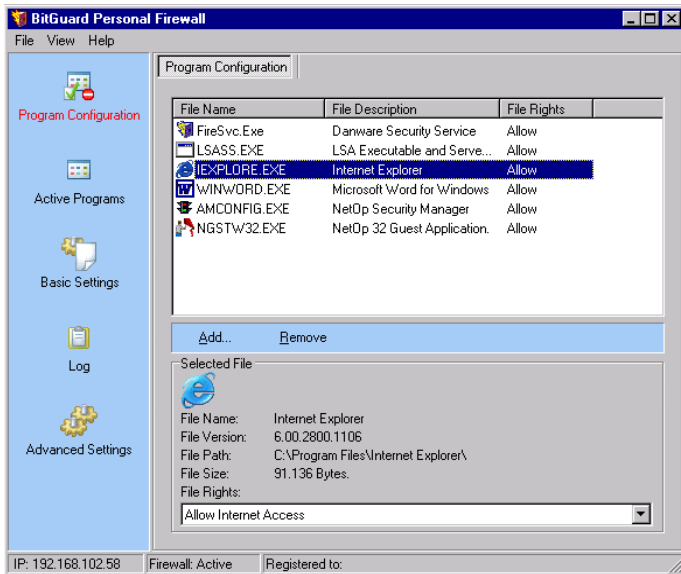 BitGuard Personal Firewall
File View Help
Program Configuration
Active Programs
Basic Settings
Log
Advanced Settings
Program Configuration
File Name File Description File Rights
FireSvc.Exe Danware Security Service Allow
LSASS.EXE LSA Executable and Serve... Allow
IEXPLORE.EXE Internet Explorer Allow
WINWORD.EXE Microsoft Word for Windows Allow
AMCONFIG.EXE NetOp Security Manager Allow
NGSTW32.EXE NetOp 32 Guest Application. Allow
Add... Remove
Selected File
File Name: Internet Explorer
File Version: 6.00.2800.1106
File Path: C:\Program Files\Internet Explorer\
File Size: 91.136 Bytes.
File Rights:
Allow Internet Access
IP: 192.168.102.58 Firewall: Active Registered to: